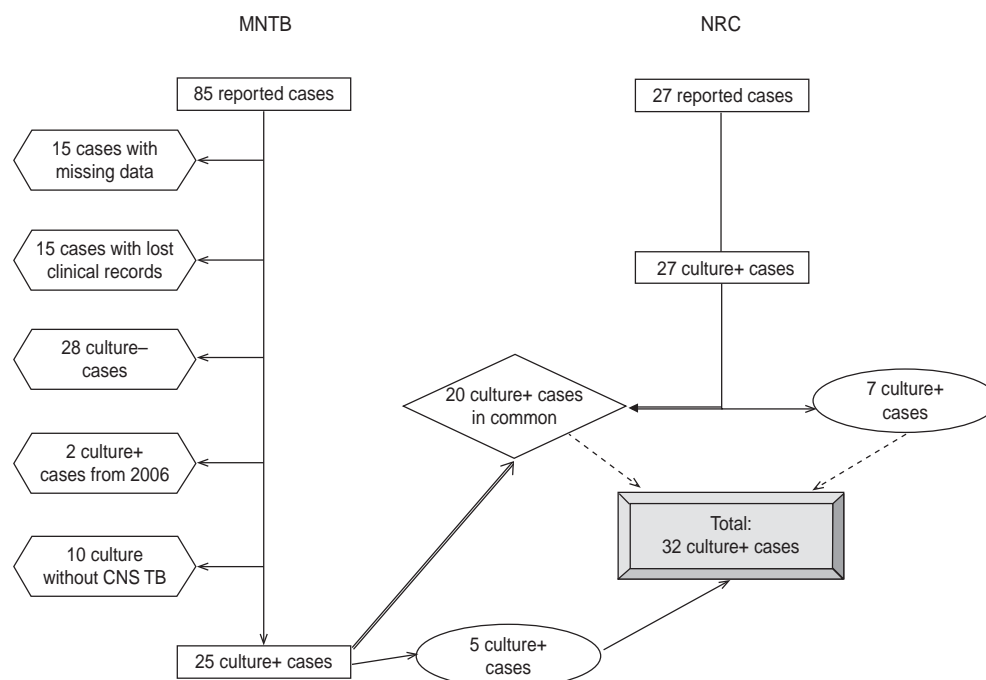 MNTB
NRC
85 reported cases
27 reported cases
15 cases with
missing data
15 cases with lost
clinical records
27 culture+ cases
28 culture–
cases
20 culture+ cases
in common
7 culture+
cases
2 culture+
cases from 2006
Total:
32 culture+ cases
10 culture
without CNS TB
25 culture+ cases
5 culture+
cases